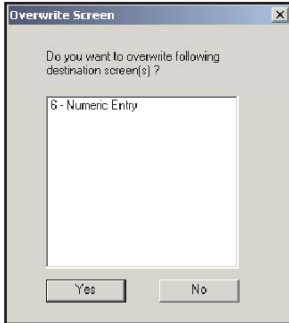 Overwrite Screen
Do you want to overwrite following
destination screen(s) ?
6 - Numeric Entry
Yes
No